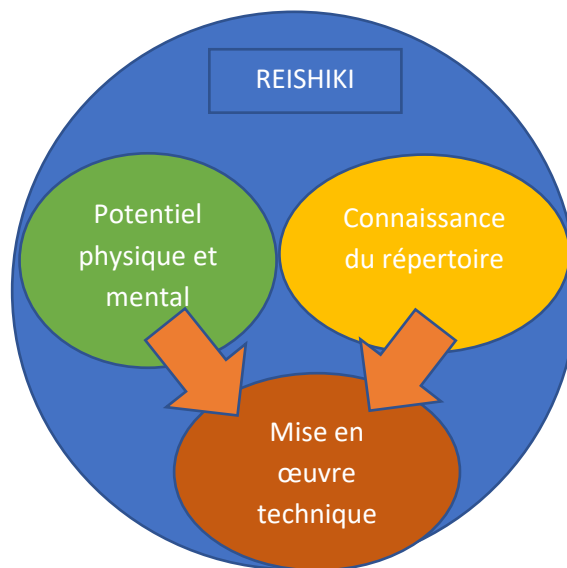 REISHIKI
Potentiel
physique et
mental
Connaissance
du répertoire
Mise en
œuvre
technique